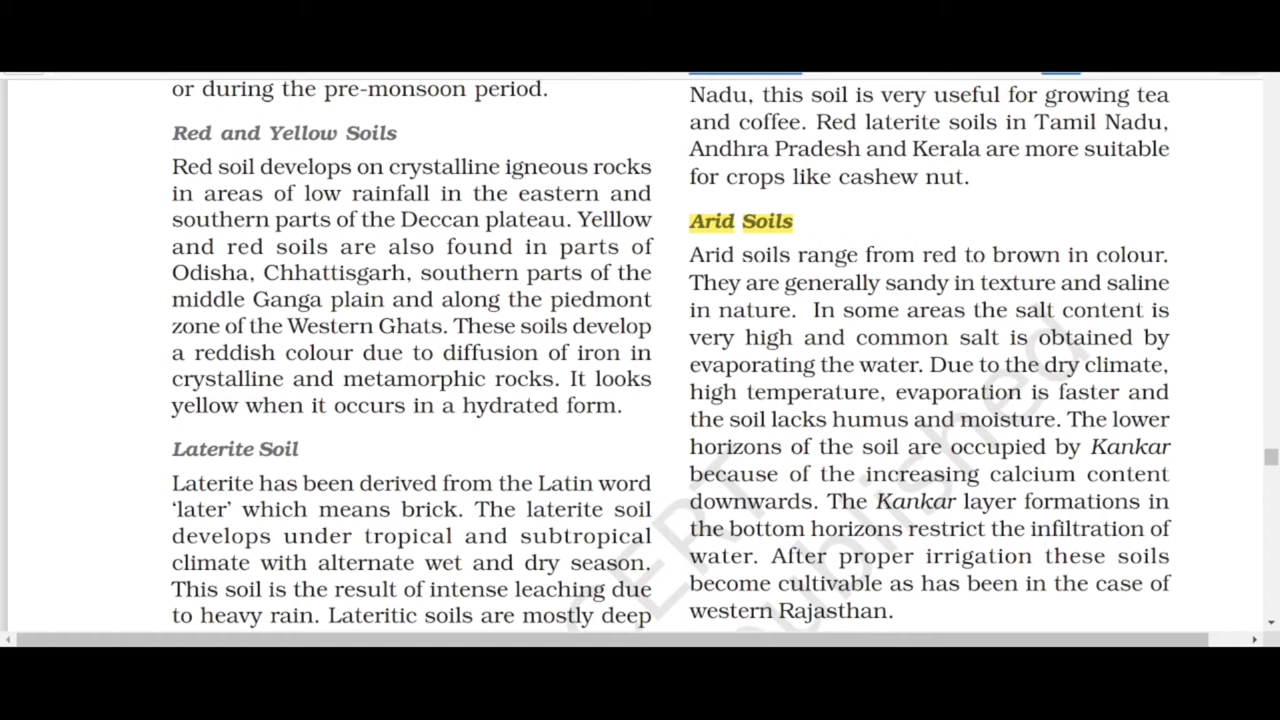 or during the pre-monsoon period.
Red and Yellow Soils
Red soil develops on crystalline igneous rocks
in areas of low rainfall in the eastern and
southern parts of the Deccan plateau. Yelllow
and red soils are also found in parts of
Odisha, Chhattisgarh, southern parts of the
middle Ganga plain and along the piedmont
zone of the Western Ghats. These soils develop
a reddish colour due to diffusion of iron in
crystalline and metamorphic rocks. It looks
yellow when it occurs in a hydrated form.
Laterite Soil
Laterite has been derived from the Latin word
‘later’ which means brick. The laterite soil
develops under tropical and subtropical
climate with alternate wet and dry season.
This soil is the result of intense leaching due
to heavy rain. Lateritic soils are mostly deep
Nadu, this soil is very useful for growing tea
and coffee. Red laterite soils in Tamil Nadu,
Andhra Pradesh and Kerala are more suitable
for crops like cashew nut.
Arid Soils
Arid soils range from red to brown in colour.
They are generally sandy in texture and saline
in nature. In some areas the salt content is
very high and common salt is obtained by
evaporating the water. Due to the dry climate,
high temperature, evaporation is faster and
the soil lacks humus and moisture. The lower
horizons of the soil are occupied by Kankar
because of the increasing calcium content
downwards. The Kankar layer formations in
the bottom horizons restrict the infiltration of
water. After proper irrigation these soils
become cultivable as has been in the case of
western Rajasthan.
CERT
published